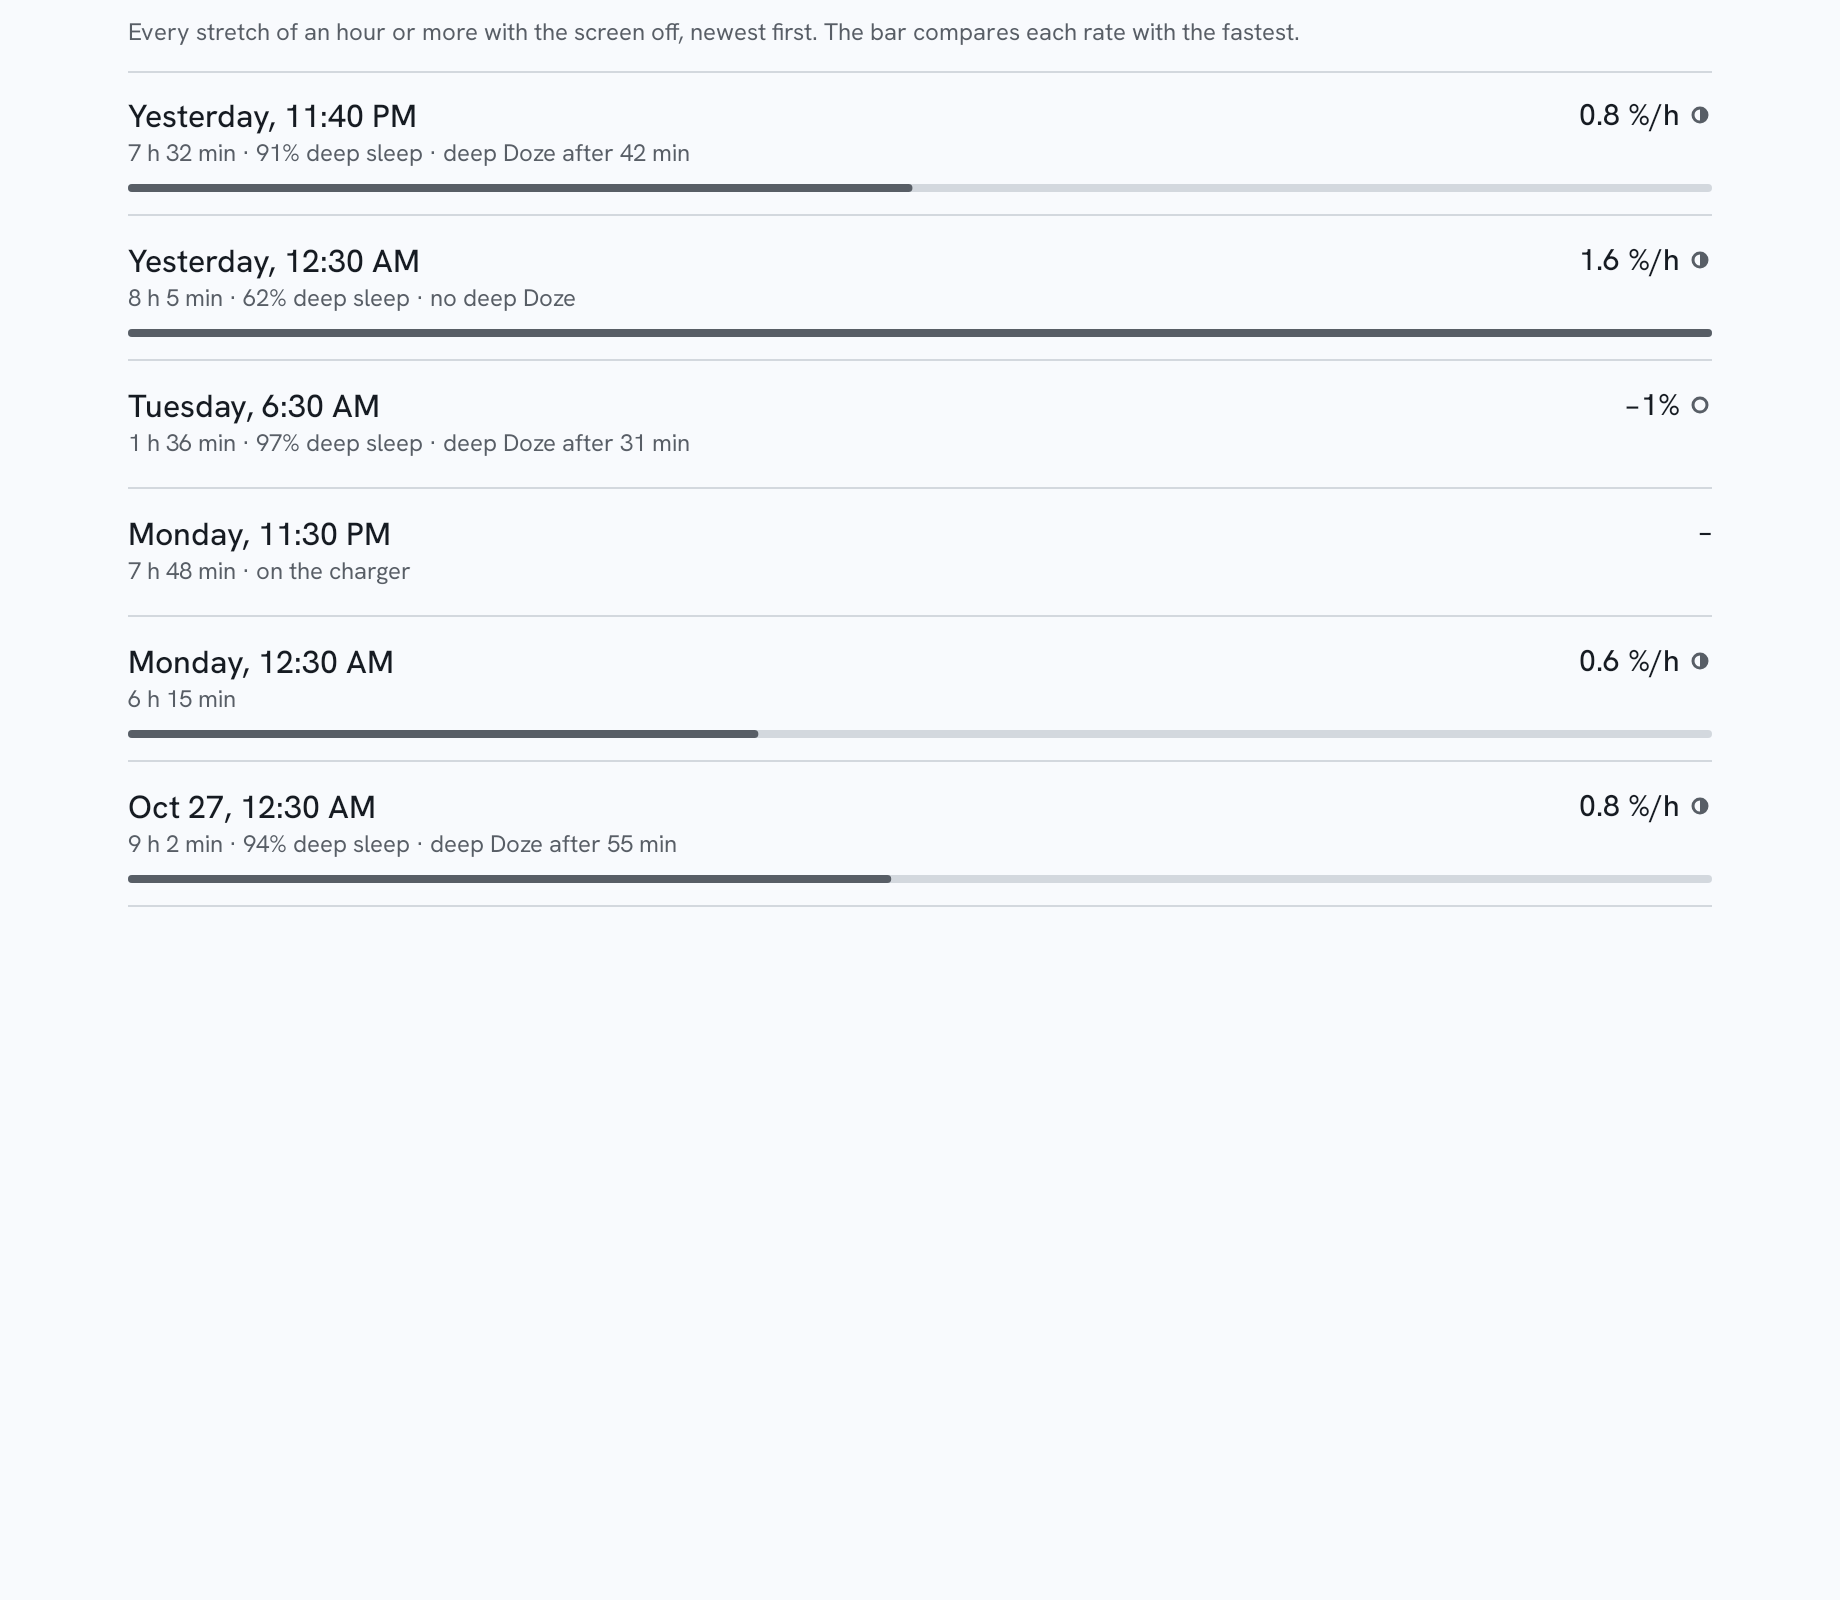 Every stretch of an hour or more with the screen off, newest first. The bar compares each rate with the fastest.
Yesterday, 11:40 PM
0.8 %/h
7 h 32 min · 91% deep sleep · deep Doze after 42 min
Yesterday, 12:30 AM
1.6 %/h
8 h 5 min · 62% deep sleep · no deep Doze
Tuesday, 6:30 AM
−1%
1 h 36 min · 97% deep sleep · deep Doze after 31 min
Monday, 11:30 PM
–
7 h 48 min · on the charger
Monday, 12:30 AM
0.6 %/h
6 h 15 min
Oct 27, 12:30 AM
0.8 %/h
9 h 2 min · 94% deep sleep · deep Doze after 55 min